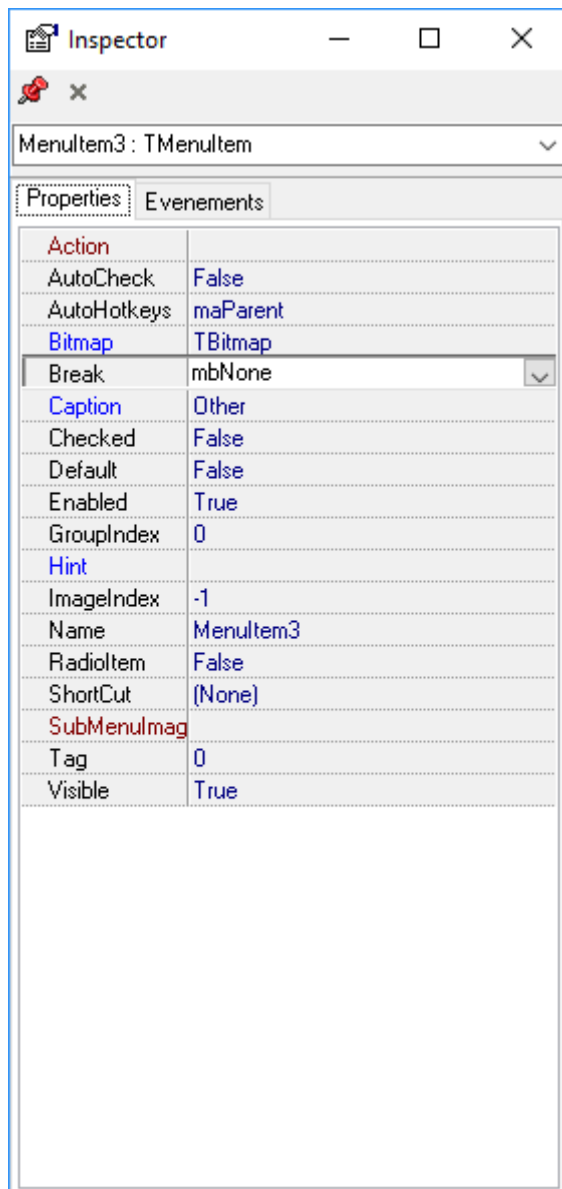 Inspector
MenuItem3 : TMenuItem
Properties Evenements
Action
AutoCheck False
AutoHotkeys maParent
Bitmap TBitmap
Break mbNone
Caption Other
Checked False
Default False
Enabled True
GroupIndex 0
Hint
ImageIndex -1
Name MenuItem3
RadioItem False
ShortCut (None)
SubMenuImag
Tag 0
Visible True